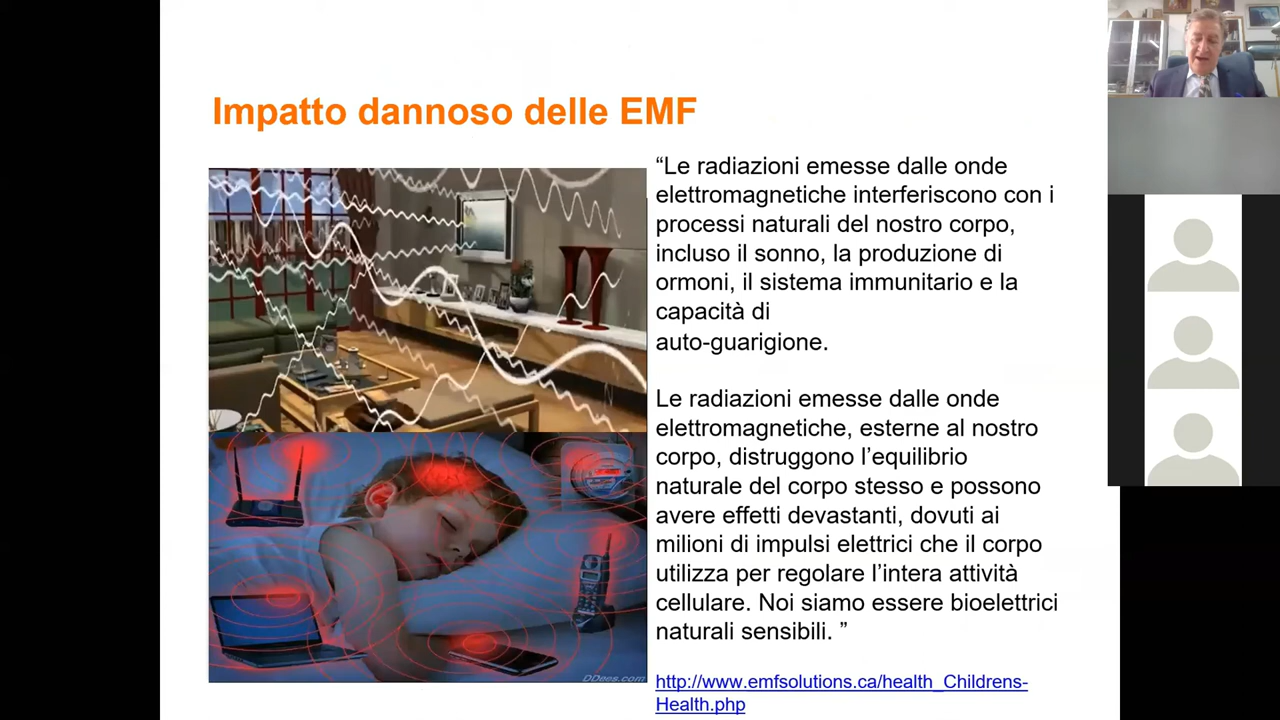 Impatto dannoso delle EMF
“Le radiazioni emesse dalle onde
elettromagnetiche interferiscono con i
processi naturali del nostro corpo,
incluso il sonno, la produzione di
ormoni, il sistema immunitario e la
capacità di
auto-guarigione.
Le radiazioni emesse dalle onde
elettromagnetiche, esterne al nostro
corpo, distruggono l’equilibrio
naturale del corpo stesso e possono
avere effetti devastanti, dovuti ai
milioni di impulsi elettrici che il corpo
utilizza per regolare l’intera attività
cellulare. Noi siamo essere bioelettrici
naturali sensibili. ”
http://www.emfsolutions.ca/health_Childrens-
Health.php
DDees.com